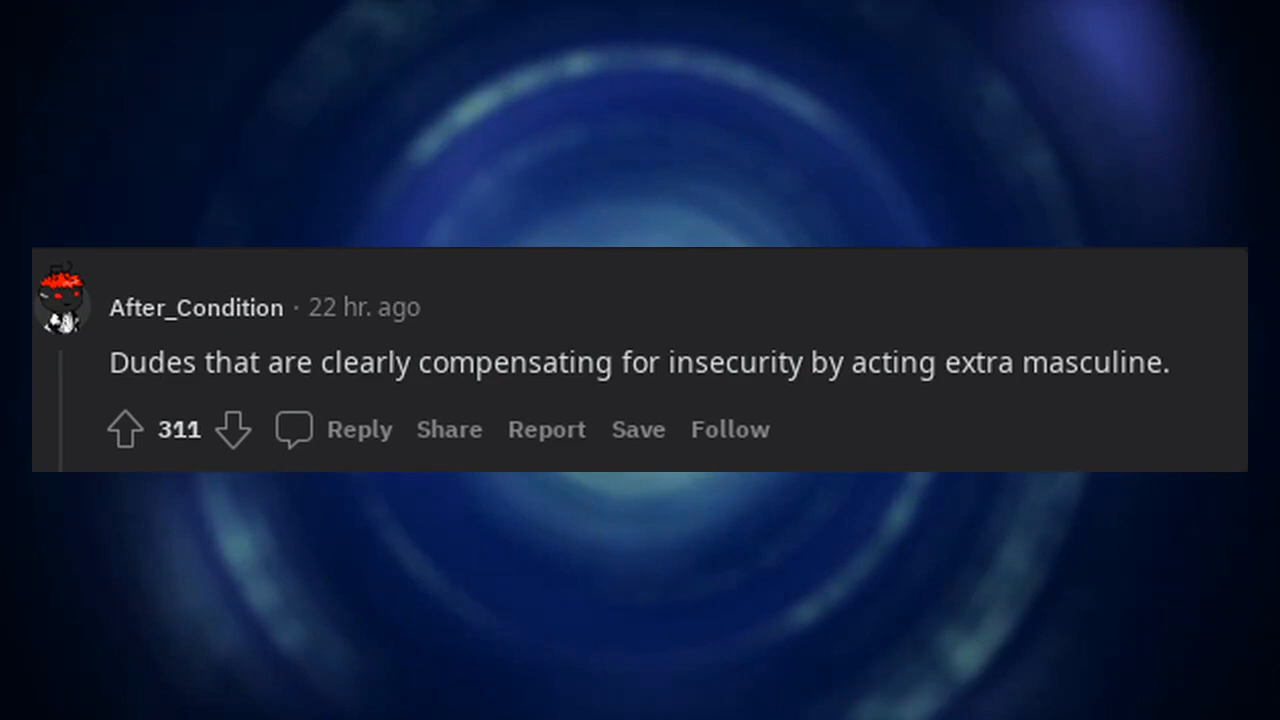 After_Condition · 22 hr. ago
Dudes that are clearly compensating for insecurity by acting extra masculine.
311 Reply Share Report Save Follow